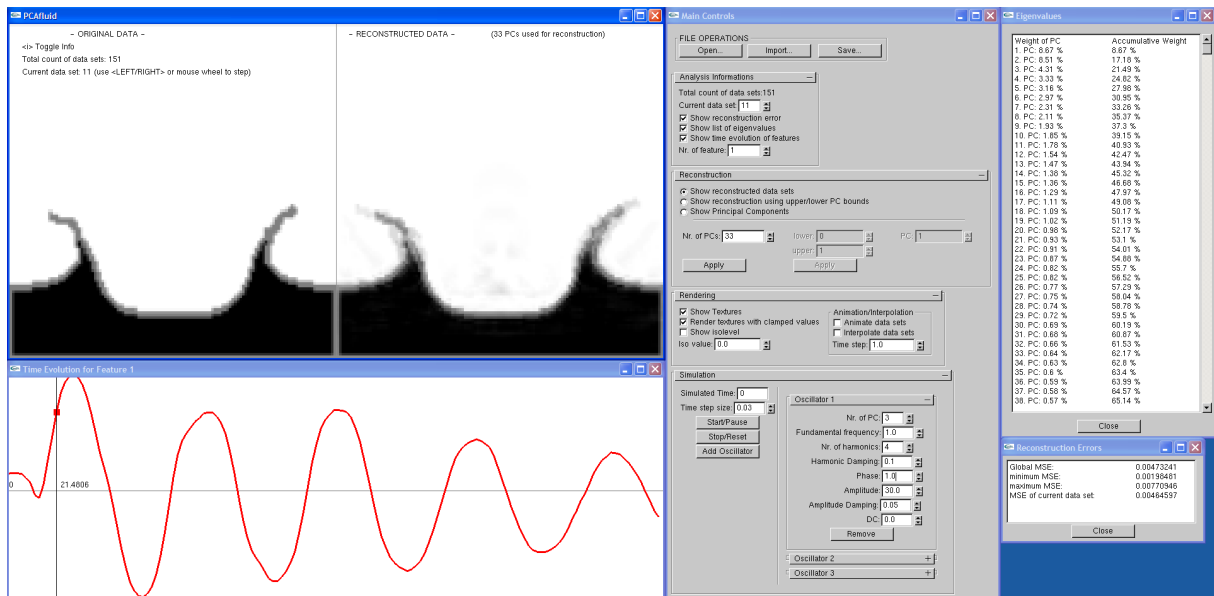 PCAfluid
- ORIGINAL DATA -
- RECONSTRUCTED DATA -
(33 PCs used for reconstruction)
<I> Toggle Info
Total count of data sets: 151
Current data set: 11 (use <LEFT/RIGHT> or mouse wheel to step)
Time Evolution for Feature 1
0
21.4806
Main Controls
FILE OPERATIONS
Open...
Import...
Save...
Analysis Informations
Total count of data sets:151
Current data set: 11
Show reconstruction error
Show list of eigenvalues
Show time evolution of features
Nr. of feature: 1
Reconstruction
Show reconstructed data sets
Show reconstruction using upper/lower PC bounds
Show Principal Components
Nr. of PCs: 33
lower: 0
PC: 1
upper: 1
Apply
Apply
Rendering
Show Textures
Render textures with clamped values
Show isolevel
Iso value: 0.0
Animation/Interpolation
Animate data sets
Interpolate data sets
Time step: 1.0
Simulation
Simulated Time: 0
Time step size: 0.03
Start/Pause
Stop/Reset
Add Oscillator
Oscillator 1
Nr. of PC: 3
Fundamental frequency: 1.0
Nr. of harmonics: 4
Harmonic Damping: 0.1
Phase: 1.0
Amplitude: 30.0
Amplitude Damping: 0.05
DC: 0.0
Remove
Oscillator 2
Oscillator 3
Eigenvalues
Weight of PC Accumulative Weight
1. PC: 8.67 % 8.67 %
2. PC: 8.51 % 17.18 %
3. PC: 4.31 % 21.49 %
4. PC: 3.33 % 24.82 %
5. PC: 3.16 % 27.98 %
6. PC: 2.97 % 30.95 %
7. PC: 2.31 % 33.26 %
8. PC: 2.11 % 35.37 %
9. PC: 1.93 % 37.3 %
10. PC: 1.85 % 39.15 %
11. PC: 1.78 % 40.93 %
12. PC: 1.54 % 42.47 %
13. PC: 1.47 % 43.94 %
14. PC: 1.38 % 45.32 %
15. PC: 1.36 % 46.68 %
16. PC: 1.29 % 47.97 %
17. PC: 1.11 % 49.08 %
18. PC: 1.09 % 50.17 %
19. PC: 1.02 % 51.19 %
20. PC: 0.98 % 52.17 %
21. PC: 0.93 % 53.1 %
22. PC: 0.91 % 54.01 %
23. PC: 0.87 % 54.88 %
24. PC: 0.82 % 55.7 %
25. PC: 0.82 % 56.52 %
26. PC: 0.77 % 57.29 %
27. PC: 0.75 % 58.04 %
28. PC: 0.74 % 58.78 %
29. PC: 0.72 % 59.5 %
30. PC: 0.69 % 60.19 %
31. PC: 0.68 % 60.87 %
32. PC: 0.66 % 61.53 %
33. PC: 0.64 % 62.17 %
34. PC: 0.63 % 62.8 %
35. PC: 0.6 % 63.4 %
36. PC: 0.59 % 63.99 %
37. PC: 0.58 % 64.57 %
38. PC: 0.57 % 65.14 %
Close
Reconstruction Errors
Global MSE: 0.00473241
minimum MSE: 0.00198481
maximum MSE: 0.00770946
MSE of current data set: 0.00464597
Close